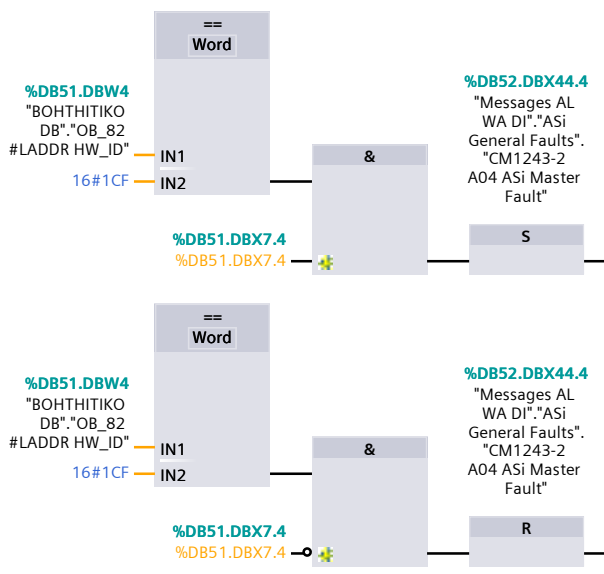 ==
Word
%DB51.DBW4
"BOHTHITIKO
DB"."OB_82
#LADDR HW_ID"
IN1
16#1CF
IN2
&
%DB51.DBX7.4
%DB51.DBX7.4
%DB52.DBX44.4
"Messages AL
WA DI"."ASi
General Faults".
"CM1243-2
A04 ASi Master
Fault"
S
==
Word
%DB51.DBW4
"BOHTHITIKO
DB"."OB_82
#LADDR HW_ID"
IN1
16#1CF
IN2
&
%DB51.DBX7.4
%DB51.DBX7.4
%DB52.DBX44.4
"Messages AL
WA DI"."ASi
General Faults".
"CM1243-2
A04 ASi Master
Fault"
R